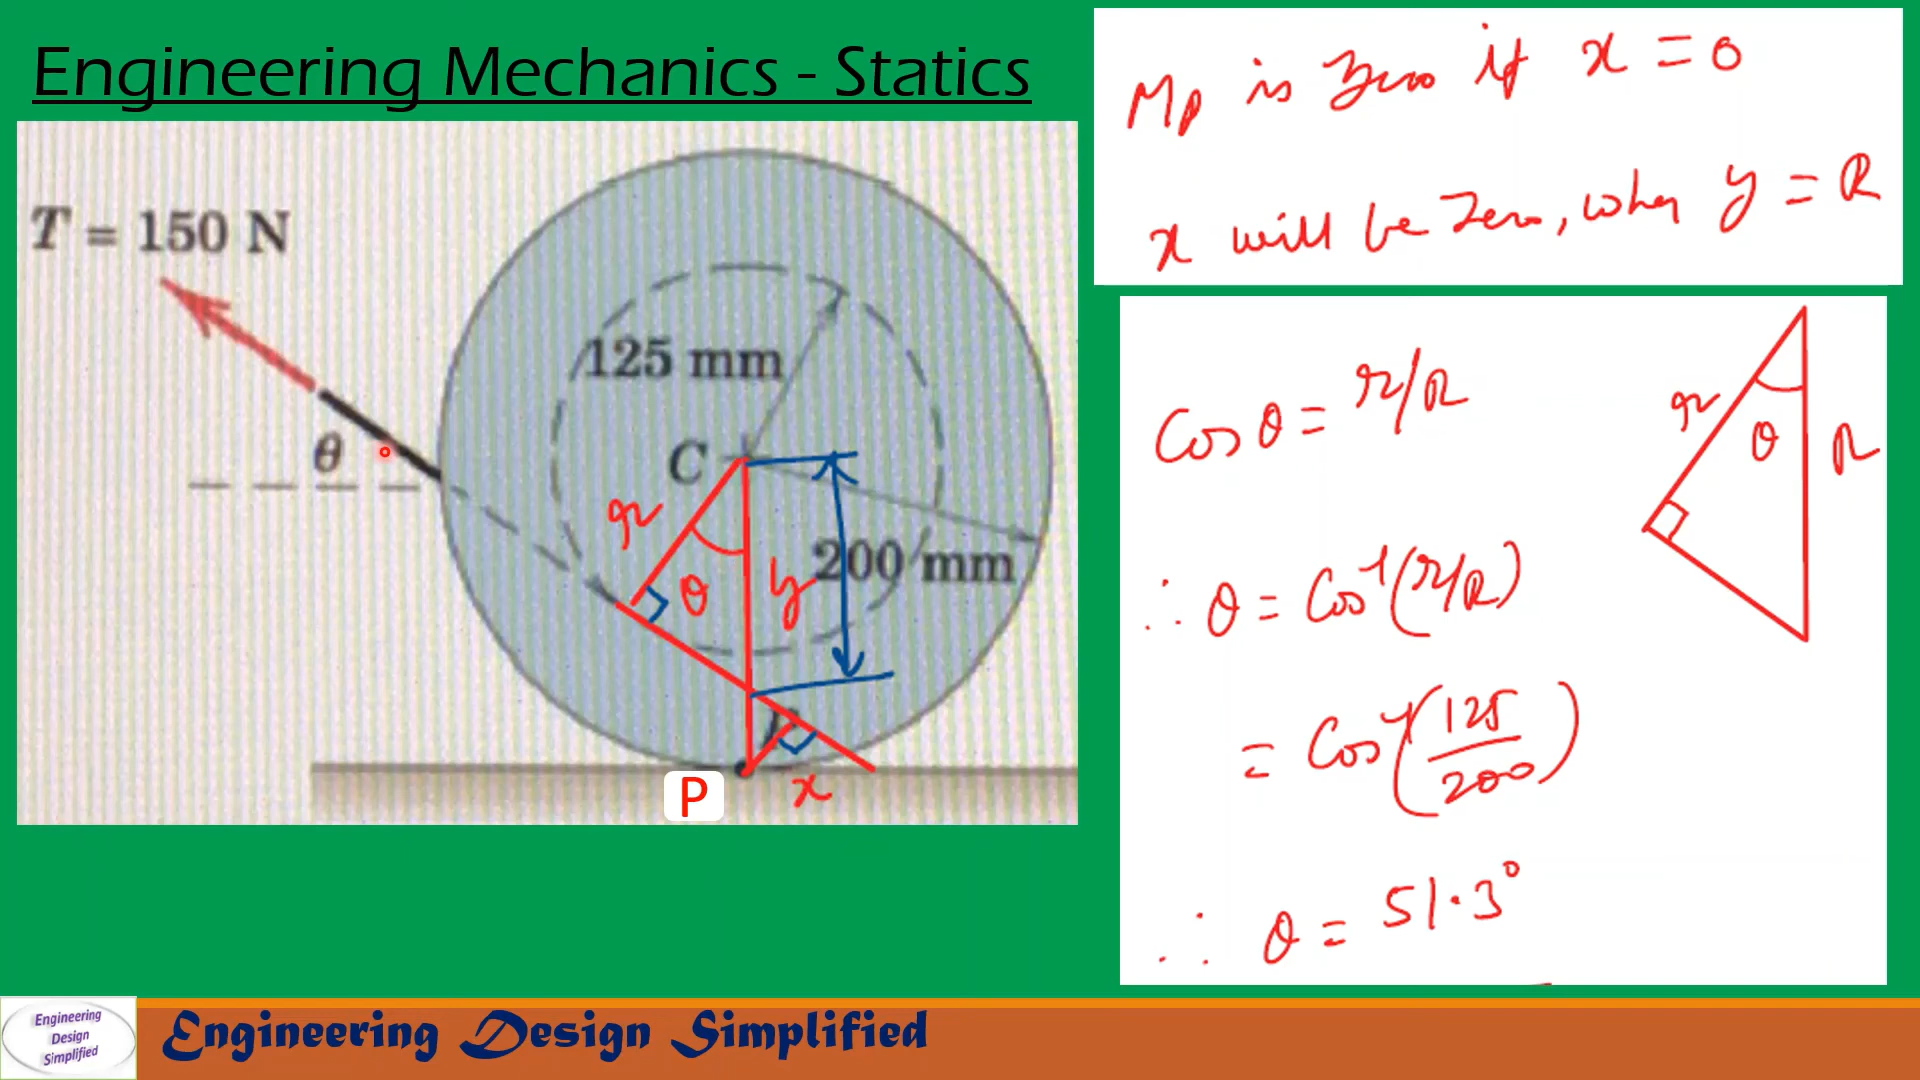 Engineering Mechanics - Statics
T = 150 N
θ
125 mm
C
200 mm
r
θ
y
P
x
Mp is Zero if x = 0
x will be Zero, when y = R
Cos θ = r/R
r
θ
R
∴ θ = Cos⁻¹(r/R)
= Cos⁻¹(125/200)
∴ θ = 51.3°
Engineering
Design
Simplified
Engineering Design Simplified